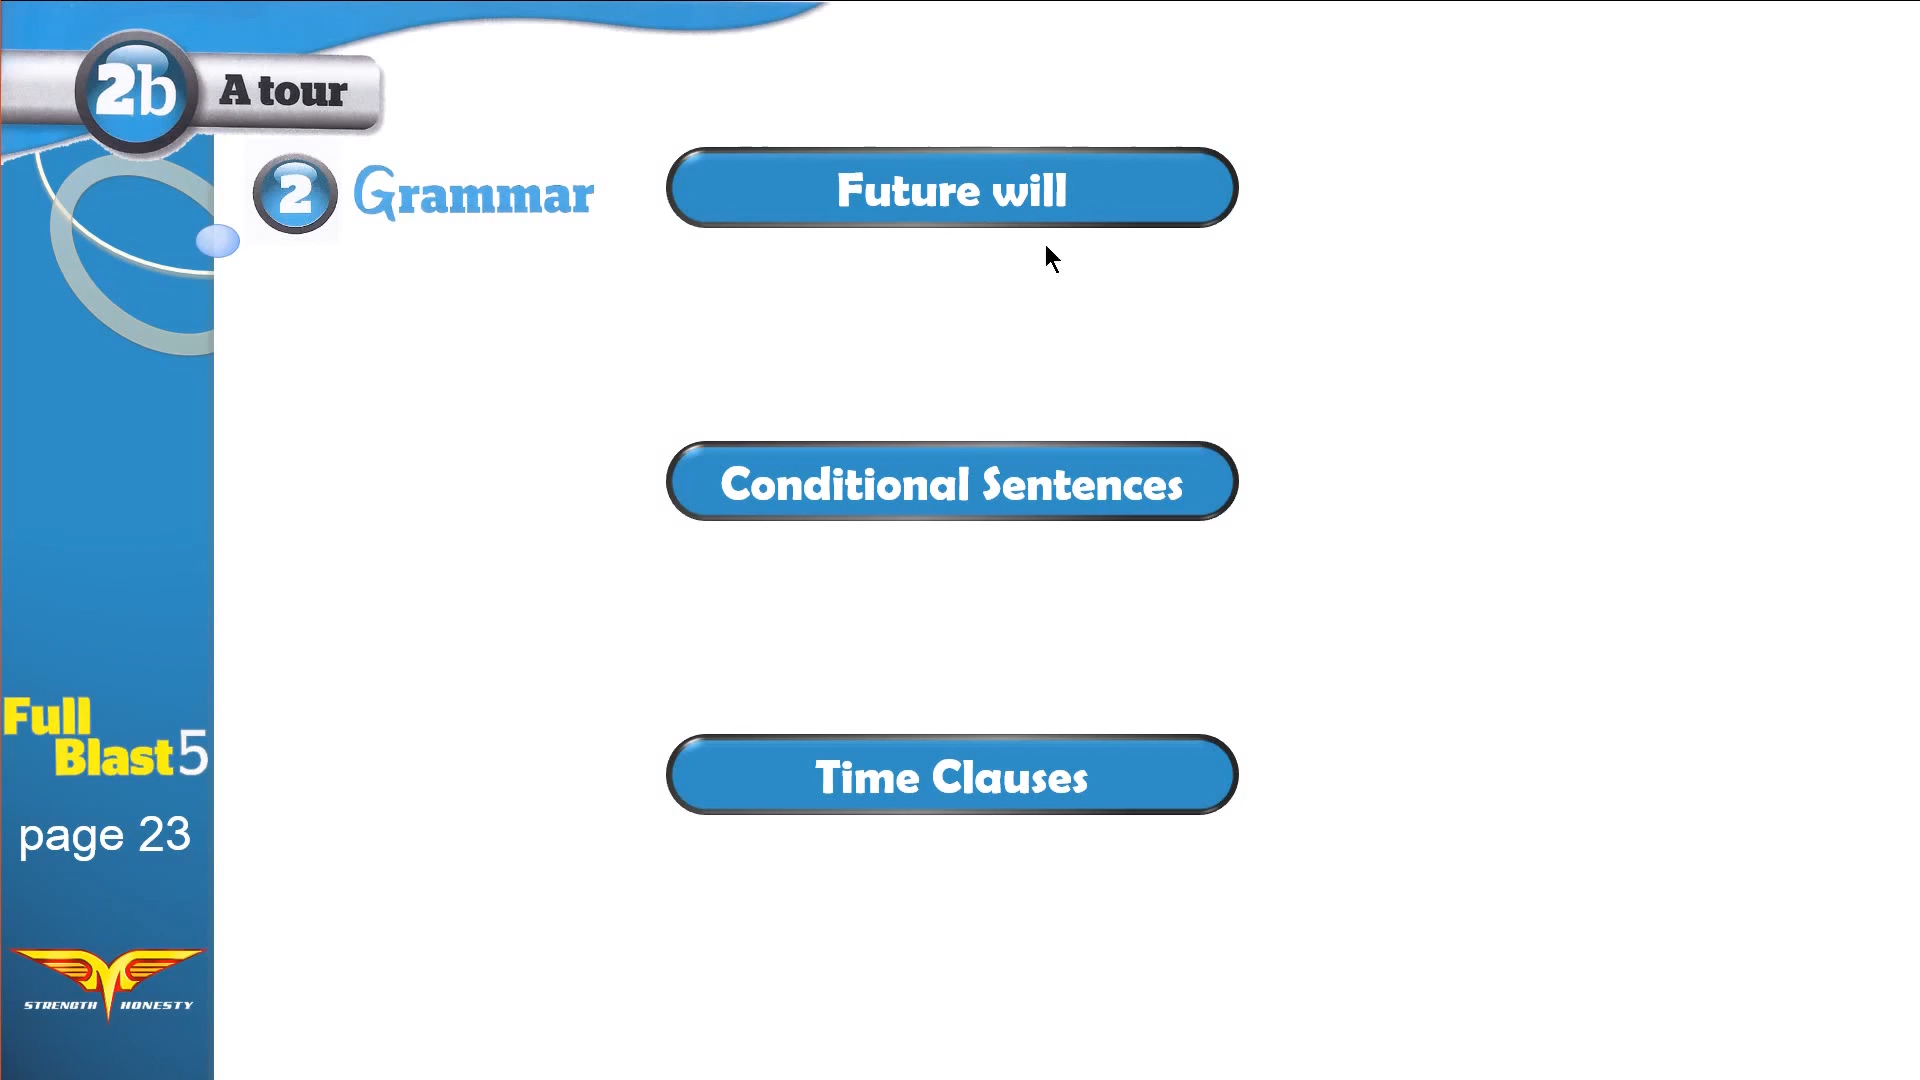 2b A tour
2 Grammar
Future will
Conditional Sentences
Time Clauses
Full
Blast 5
page 23
STRENGTH HONESTY